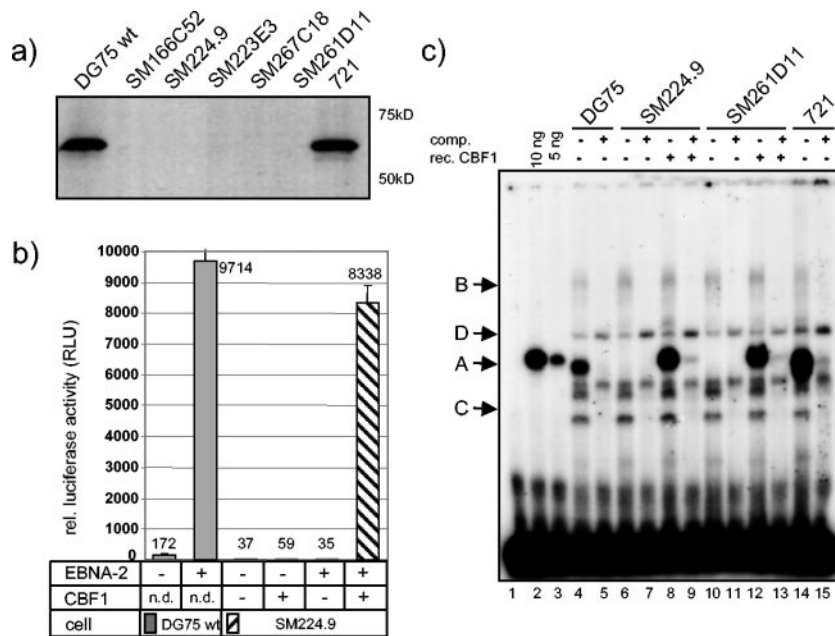 a)
DG75 wt
SM166C52
SM224.9
SM223E3
SM267C18
SM261D11
721
75kD
50kD
b)
rel. luciferase activity (RLU)
10000
9000
8000
7000
6000
5000
4000
3000
2000
1000
0
172
9714
37
59
35
8338
EBNA-2 - + - - + +
CBF1 n.d. n.d. - + - +
cell DG75 wt SM224.9
c)
DG75
SM224.9
SM261D11
721
10 ng
5 ng
comp. - + - + - + - + - + - +
rec. CBF1 - - - - + + - - + + - -
B
D
A
C
1 2 3 4 5 6 7 8 9 10 11 12 13 14 15